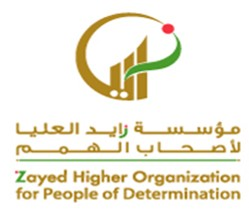 مؤسسة زايد العليا
لأصحاب الهمم
Zayed Higher Organization
for People of Determination